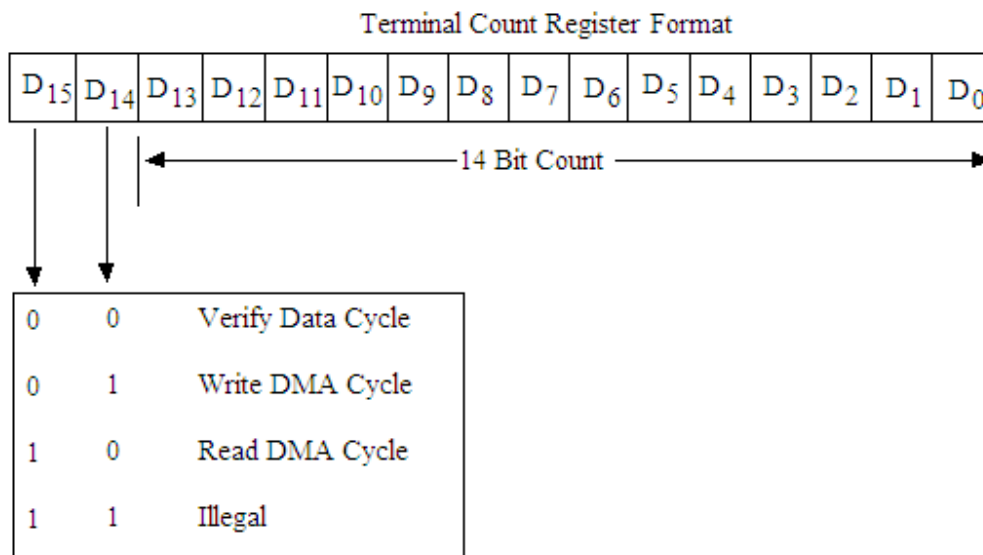 Terminal Count Register Format
D15 D14 D13 D12 D11 D10 D9 D8 D7 D6 D5 D4 D3 D2 D1 D0
14 Bit Count
0 0 Verify Data Cycle
0 1 Write DMA Cycle
1 0 Read DMA Cycle
1 1 Illegal